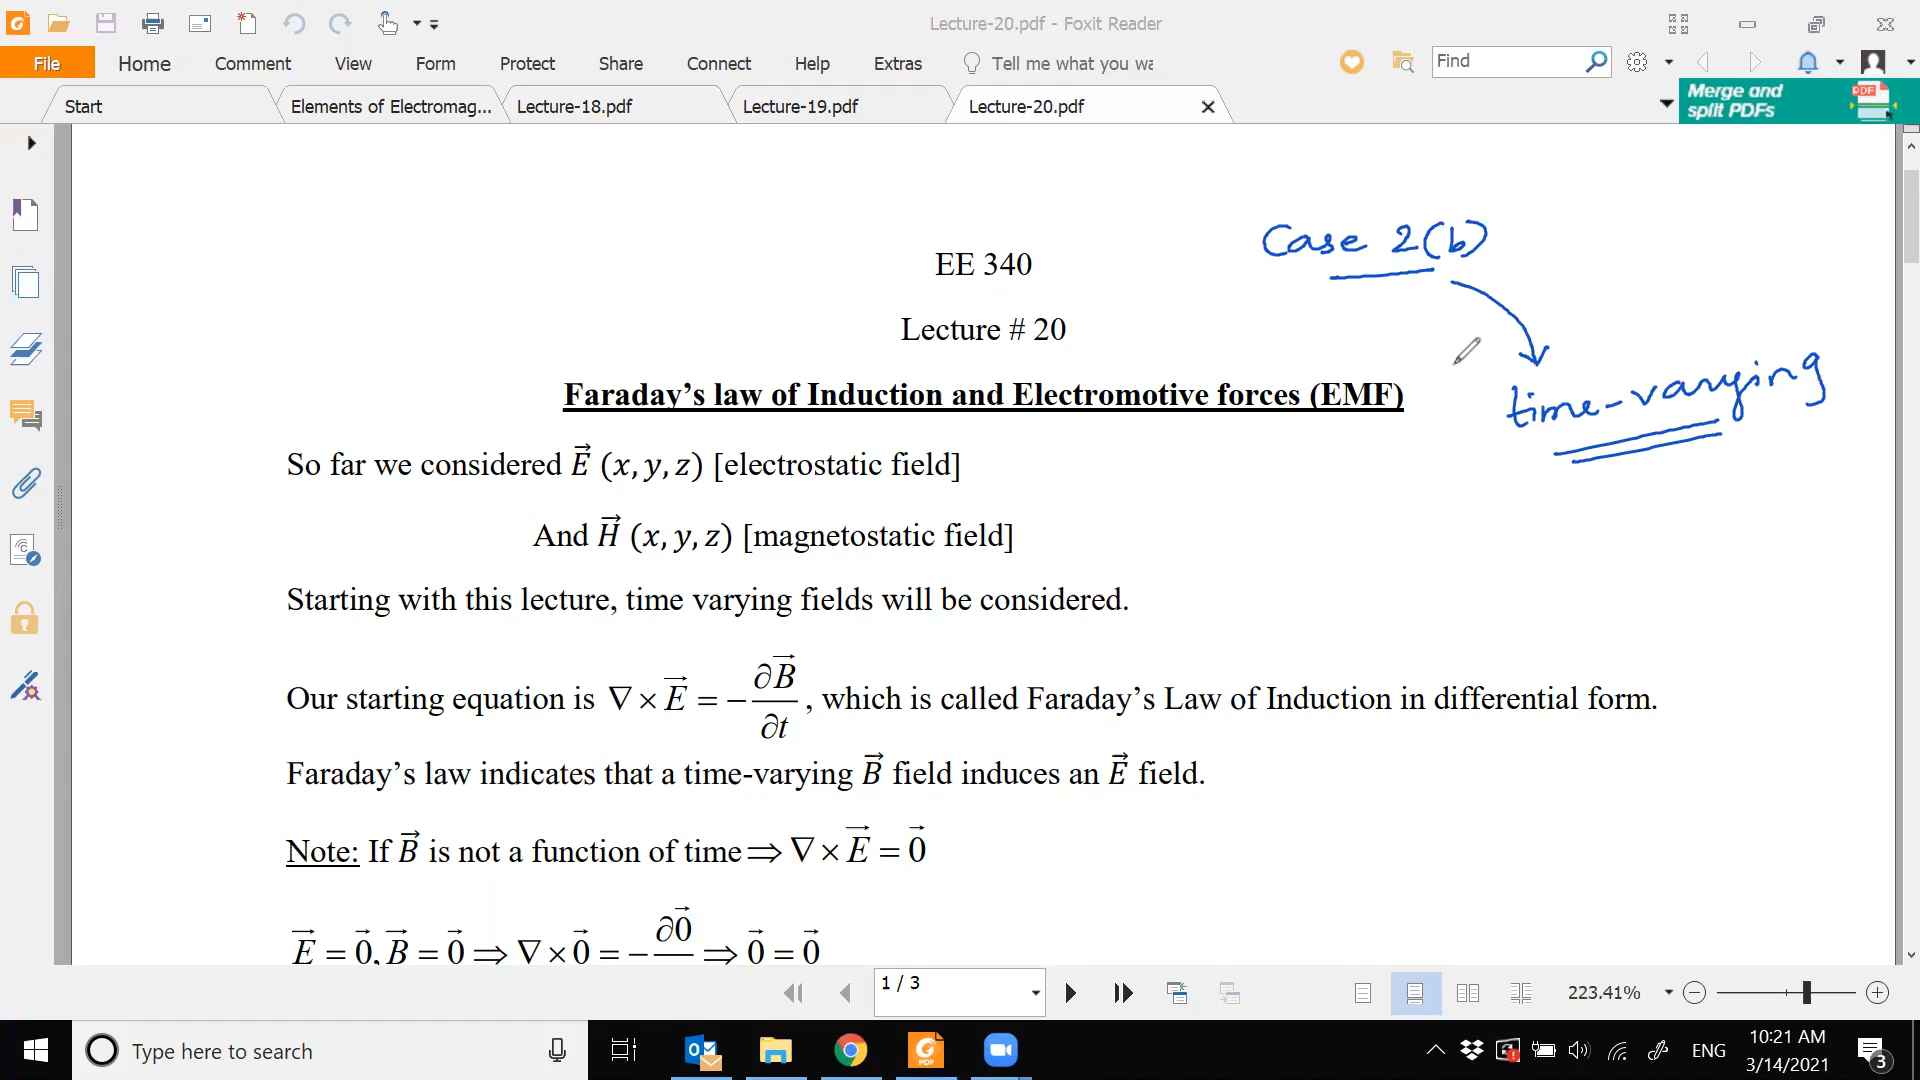 Lecture-20.pdf - Foxit Reader
File Home Comment View Form Protect Share Connect Help Extras Tell me what you wa Find
Start Elements of Electromag... Lecture-18.pdf Lecture-19.pdf Lecture-20.pdf Merge and
split PDFs
PDF
Case 2(b)
EE 340
Lecture # 20
time-varying
Faraday’s law of Induction and Electromotive forces (EMF)
So far we considered E⃗ (x, y, z) [electrostatic field]
And H⃗ (x, y, z) [magnetostatic field]
Starting with this lecture, time varying fields will be considered.
Our starting equation is ∇ × E⃗ = − ∂B⃗/∂t , which is called Faraday’s Law of Induction in differential form.
Faraday’s law indicates that a time-varying B⃗ field induces an E⃗ field.
Note: If B⃗ is not a function of time ⇒ ∇ × E⃗ = 0⃗
E⃗ = 0⃗, B⃗ = 0⃗ ⇒ ∇ × 0⃗ = − ∂0⃗ ⇒ 0⃗ = 0⃗
1 / 3 223.41%
Type here to search PDF ENG 10:21 AM
3/14/2021 3